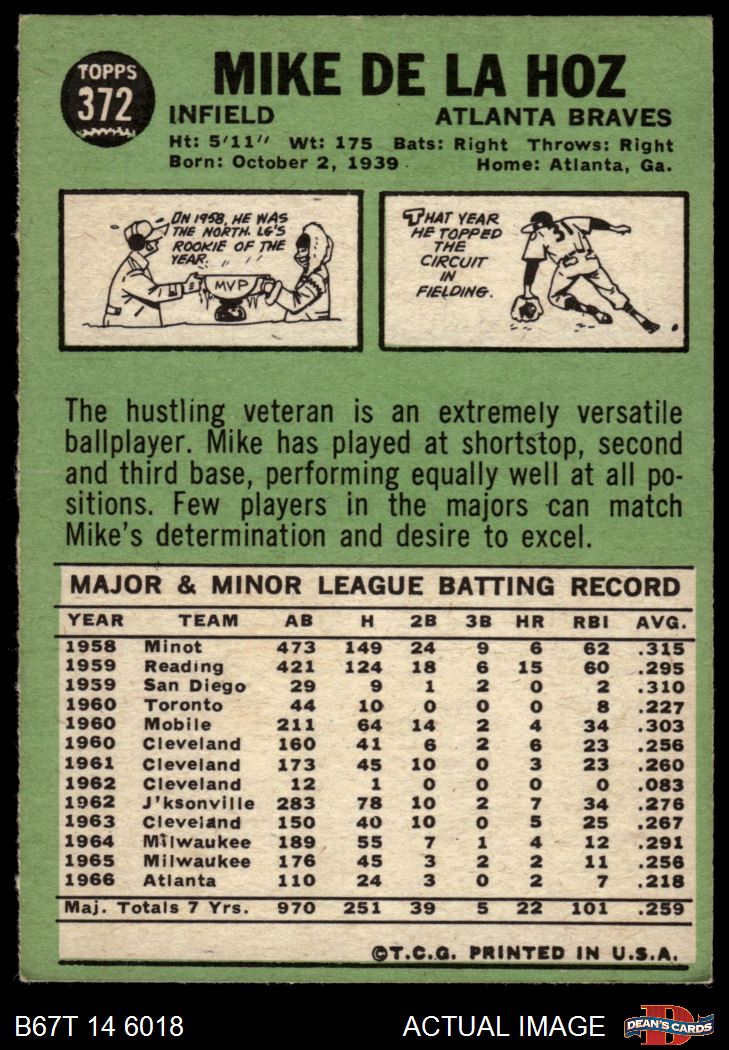 TOPPS
372
MIKE DE LA HOZ
INFIELD ATLANTA BRAVES
Ht: 5'11" Wt: 175 Bats: Right Throws: Right
Born: October 2, 1939 Home: Atlanta, Ga.
IN 1958, HE WAS
THE NORTH. LG'S
ROOKIE OF THE
YEAR.
MVP
THAT YEAR
HE TOPPED
THE
CIRCUIT
IN
FIELDING.
31
The hustling veteran is an extremely versatile
ballplayer. Mike has played at shortstop, second
and third base, performing equally well at all po-
sitions. Few players in the majors can match
Mike's determination and desire to excel.
MAJOR & MINOR LEAGUE BATTING RECORD
YEAR TEAM AB H 2B 3B HR RBI AVG.
1958 Minot 473 149 24 9 6 62 .315
1959 Reading 421 124 18 6 15 60 .295
1959 San Diego 29 9 1 2 0 2 .310
1960 Toronto 44 10 0 0 0 8 .227
1960 Mobile 211 64 14 2 4 34 .303
1960 Cleveland 160 41 6 2 6 23 .256
1961 Cleveland 173 45 10 0 3 23 .260
1962 Cleveland 12 1 0 0 0 0 .083
1962 J'ksonville 283 78 10 2 7 34 .276
1963 Cleveland 150 40 10 0 5 25 .267
1964 Milwaukee 189 55 7 1 4 12 .291
1965 Milwaukee 176 45 3 2 2 11 .256
1966 Atlanta 110 24 3 0 2 7 .218
Maj. Totals 7 Yrs. 970 251 39 5 22 101 .259
©T.C.G. PRINTED IN U.S.A.
B67T 14 6018 ACTUAL IMAGE
DEAN'S CARDS